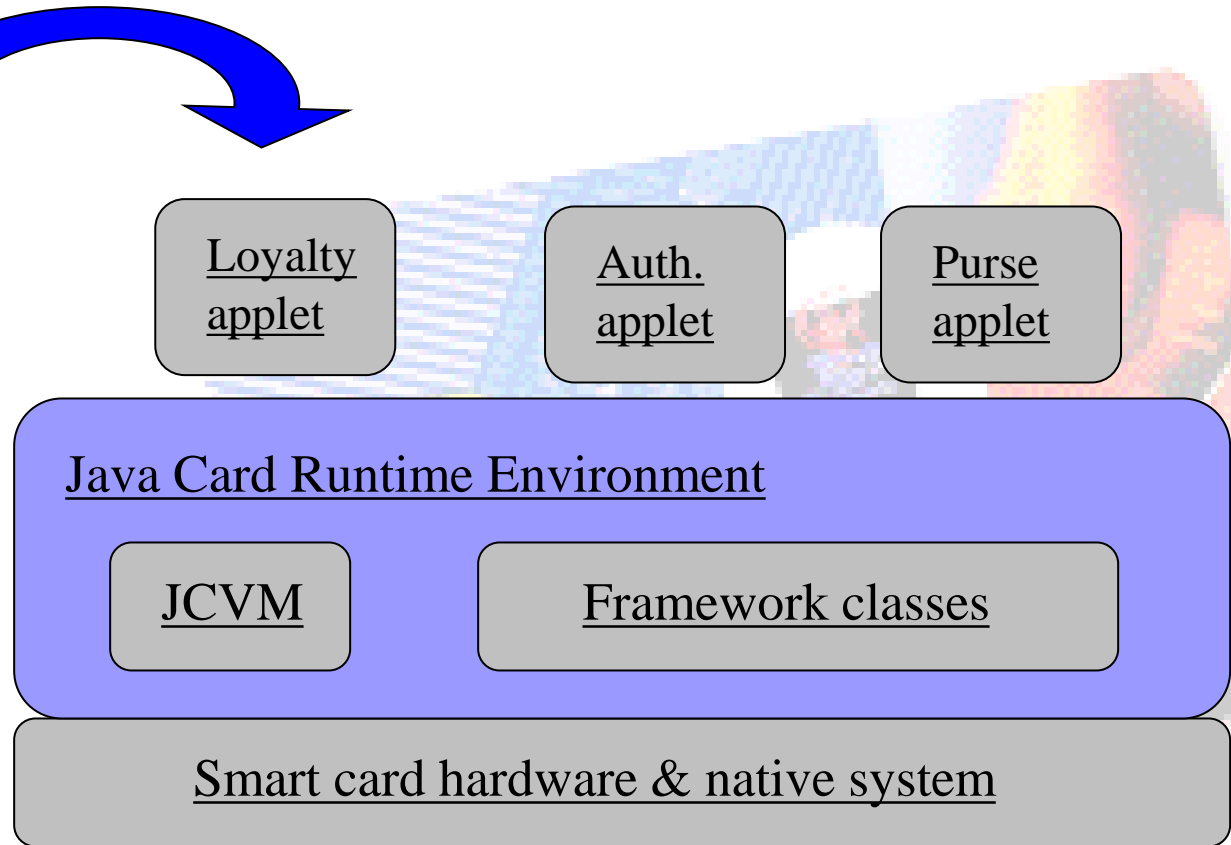 Loyalty
applet
Auth.
applet
Purse
applet
Java Card Runtime Environment
JCVM
Framework classes
Smart card hardware & native system